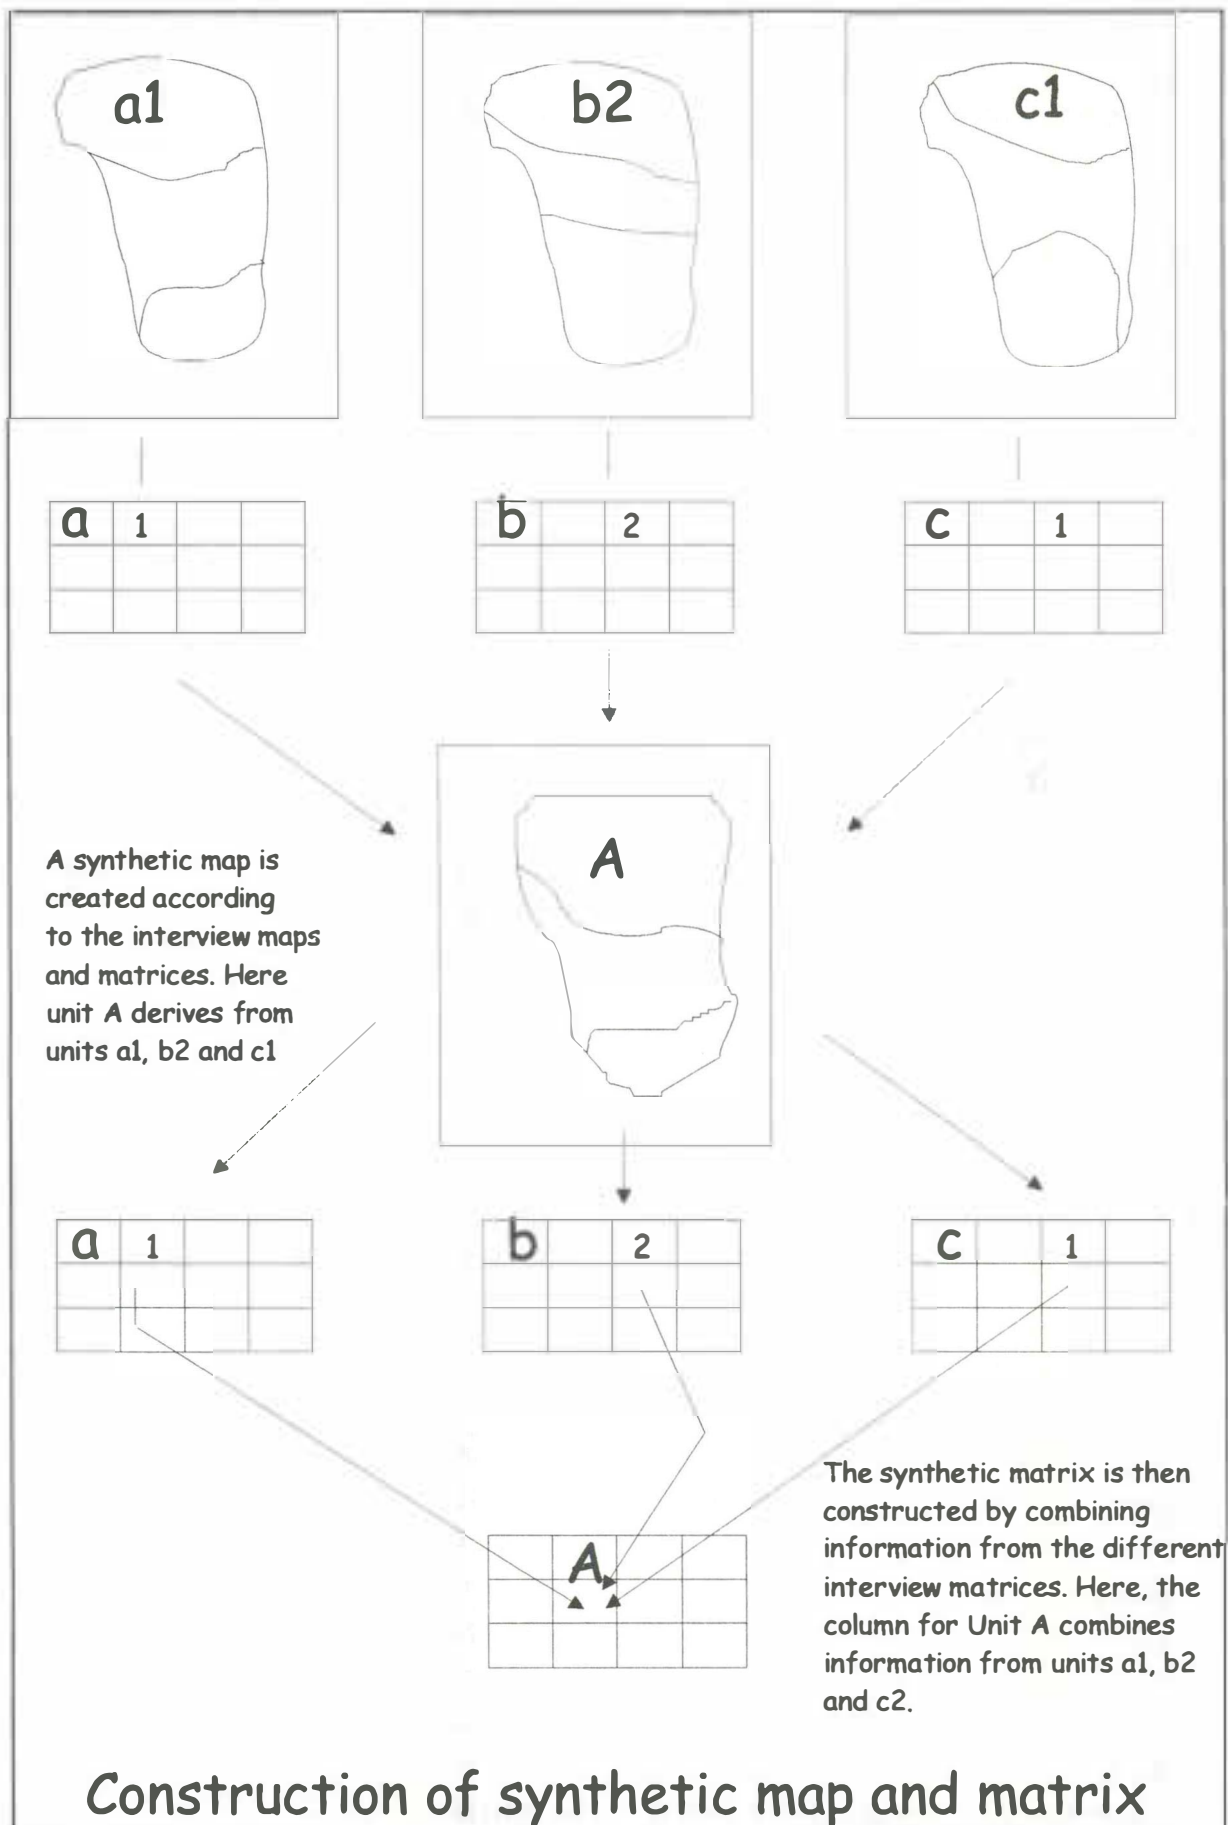 a1
b2
c1
a 1
b 2
c 1
A
A synthetic map is
created according
to the interview maps
and matrices. Here
unit A derives from
units a1, b2 and c1
a 1
b 2
c 1
A
The synthetic matrix is then
constructed by combining
information from the different
interview matrices. Here, the
column for Unit A combines
information from units a1, b2
and c2.
Construction of synthetic map and matrix